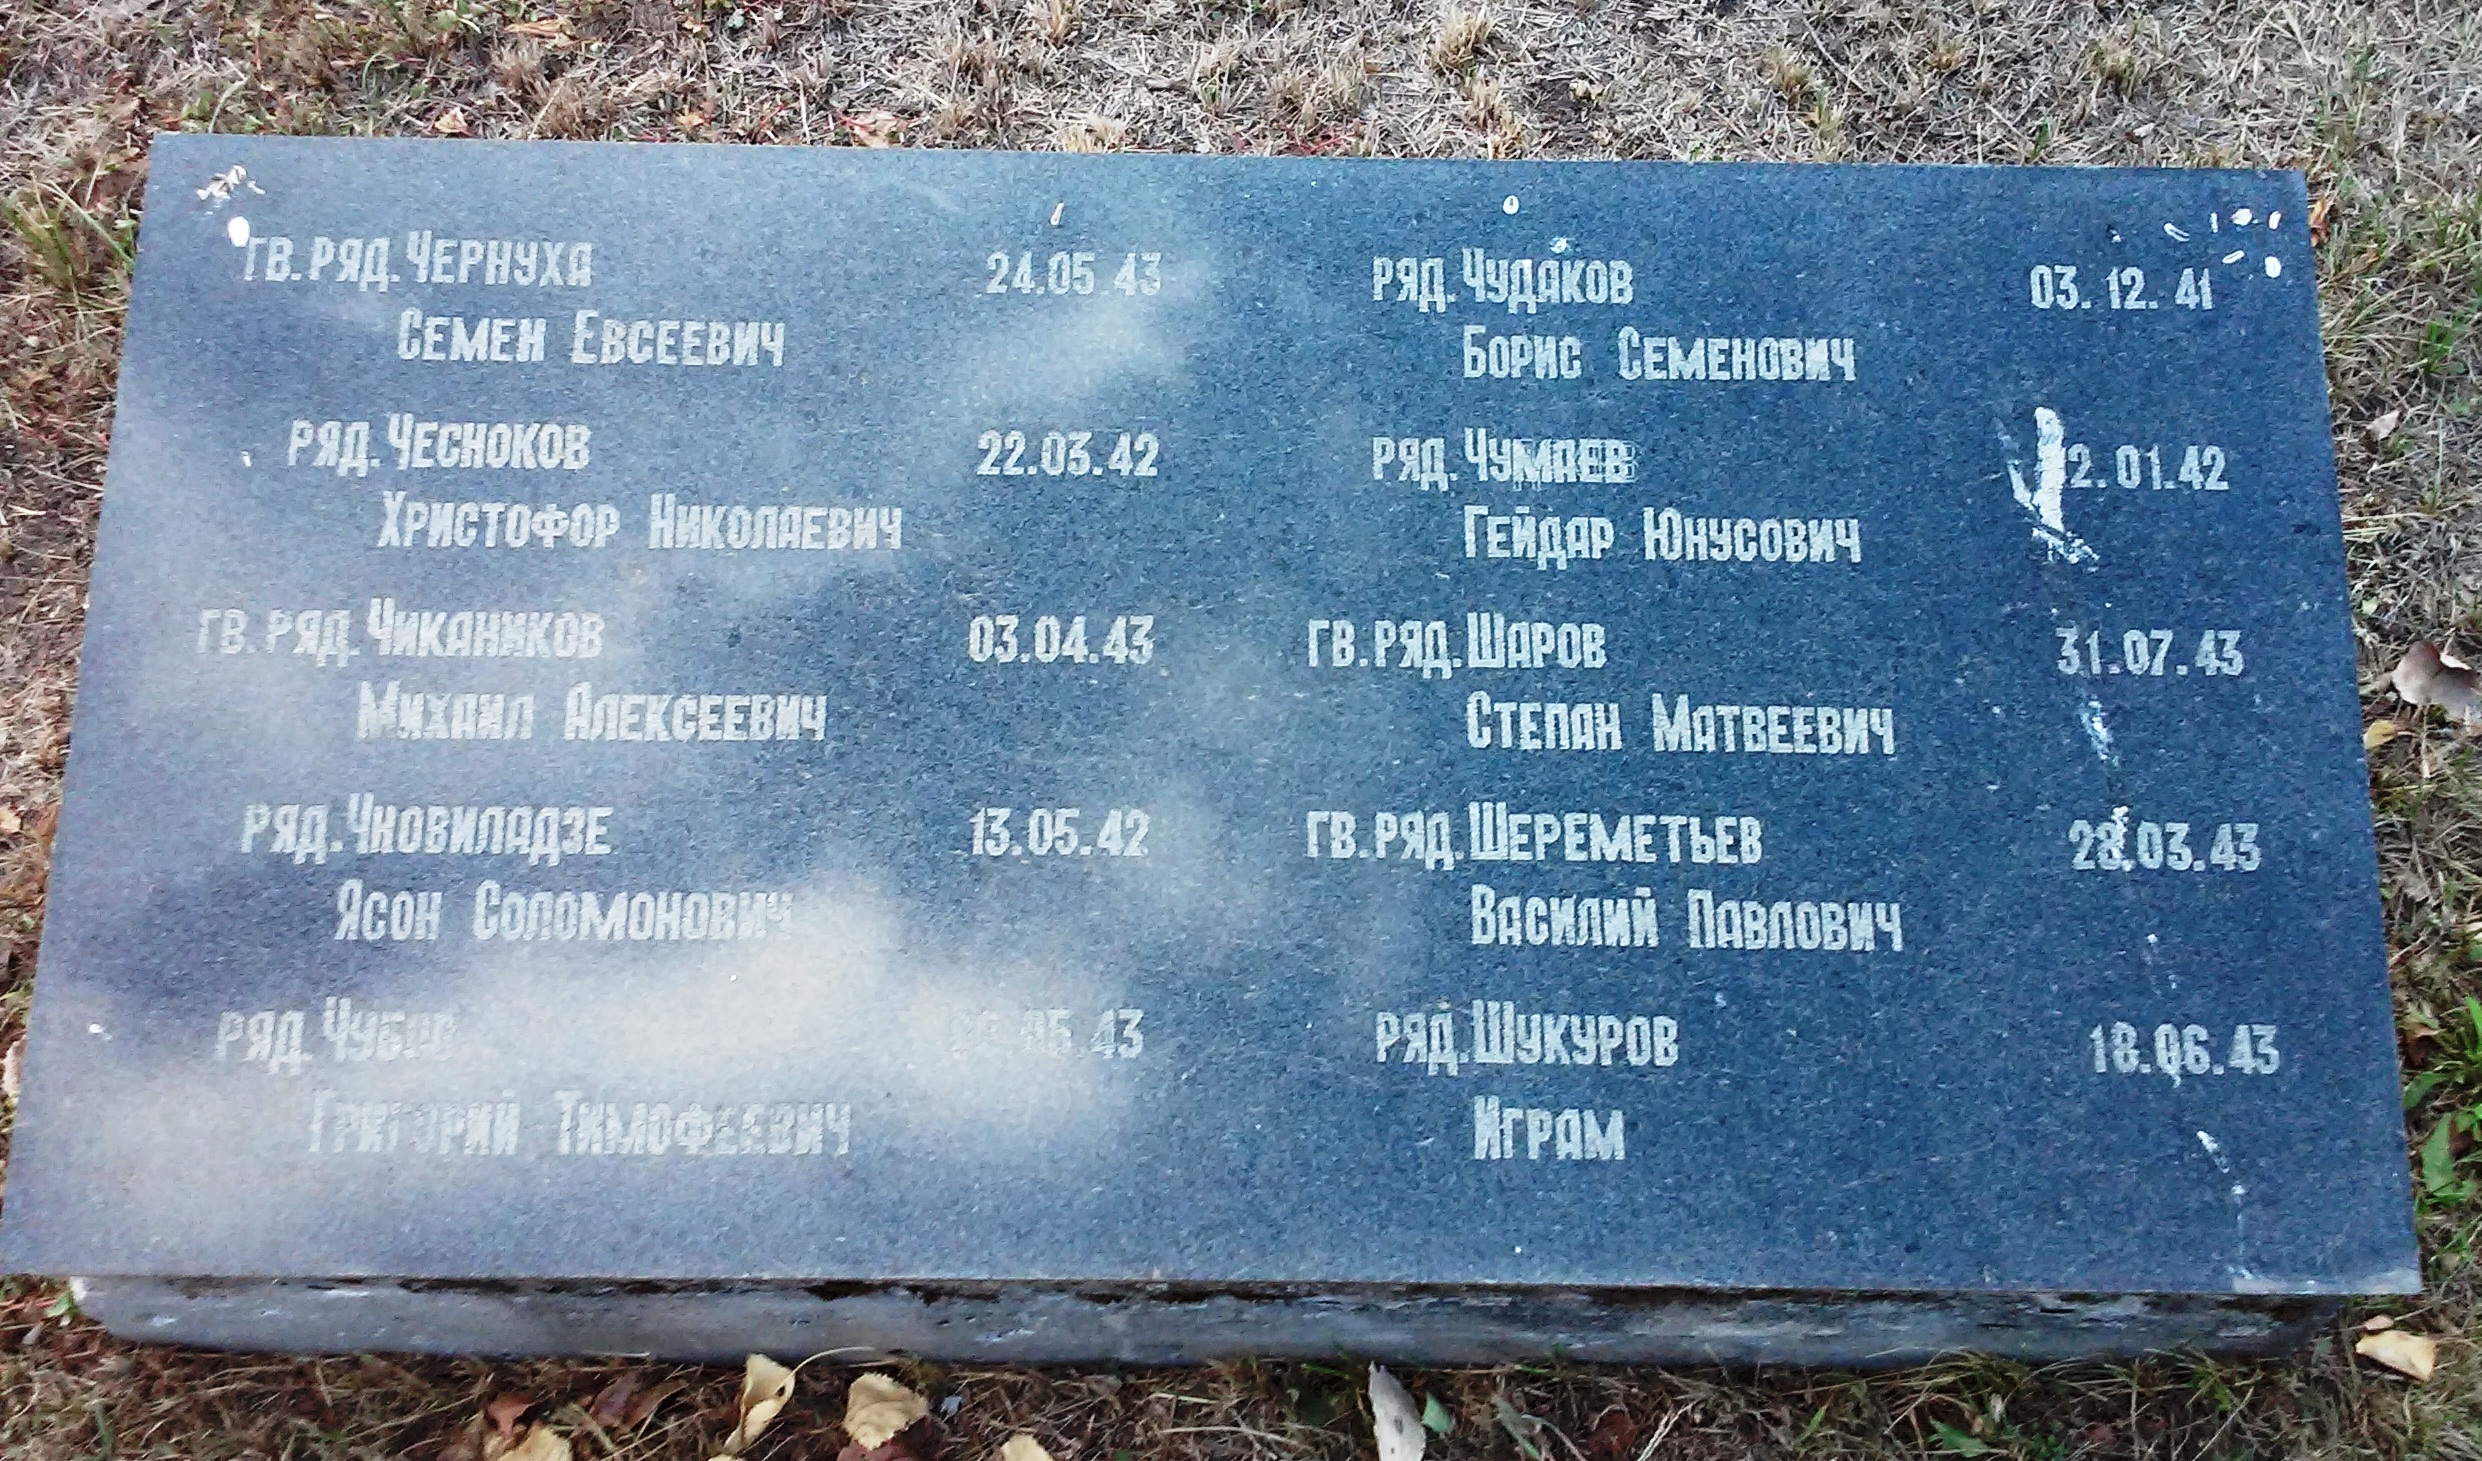 гв. ряд. Чернуха 24.05.43
Семен Евсеевич
ряд. Чесноков 22.03.42
Христофор Николаевич
гв. ряд. Чикаников 03.04.43
Михаил Алексеевич
ряд. Чновиладзе 13.05.42
Ясон Соломонович
ряд.
Григорий Тимофеевич
ряд. Чудаков 03.12.41
Борис Семенович
ряд. Чумаев
Гейдар Юнусович
гв. ряд. Шаров 31.07.43
Степан Матвеевич
гв. ряд. Шереметьев 28.03.43
Василий Павлович
ряд. Шукуров 18.06.43
Играм